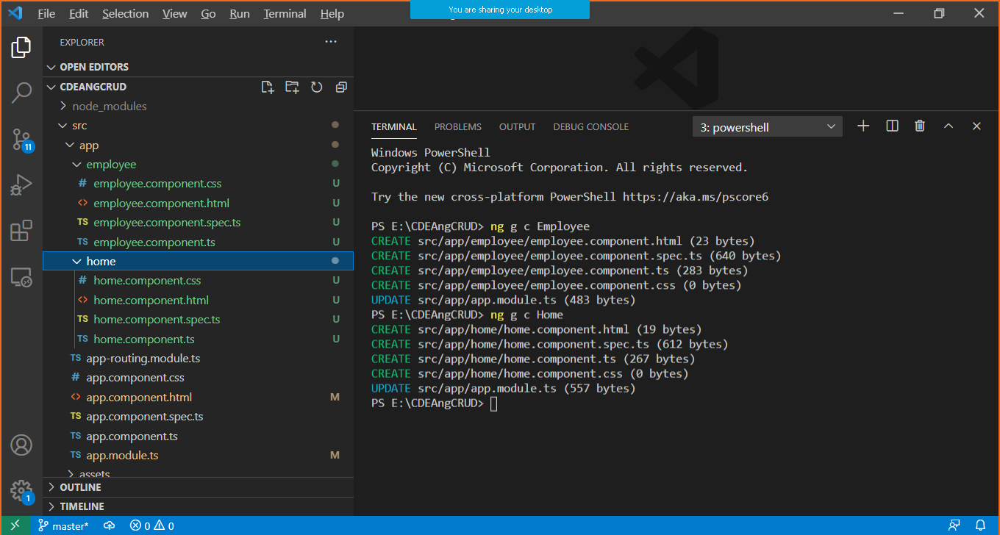 File Edit Selection View Go Run Terminal Help
You are sharing your desktop
EXPLORER
OPEN EDITORS
CDEANGCRUD
node_modules
src
app
employee
# employee.component.css U
<> employee.component.html U
TS employee.component.spec.ts U
TS employee.component.ts U
home
# home.component.css U
<> home.component.html U
TS home.component.spec.ts U
TS home.component.ts U
TS app-routing.module.ts
# app.component.css
<> app.component.html M
TS app.component.spec.ts
TS app.component.ts
TS app.module.ts M
assets
OUTLINE
TIMELINE
11
1
TERMINAL PROBLEMS OUTPUT DEBUG CONSOLE 3: powershell
Windows PowerShell
Copyright (C) Microsoft Corporation. All rights reserved.
Try the new cross-platform PowerShell https://aka.ms/pscore6
PS E:\CDEAngCRUD> ng g c Employee
CREATE src/app/employee/employee.component.html (23 bytes)
CREATE src/app/employee/employee.component.spec.ts (640 bytes)
CREATE src/app/employee/employee.component.ts (283 bytes)
CREATE src/app/employee/employee.component.css (0 bytes)
UPDATE src/app/app.module.ts (483 bytes)
PS E:\CDEAngCRUD> ng g c Home
CREATE src/app/home/home.component.html (19 bytes)
CREATE src/app/home/home.component.spec.ts (612 bytes)
CREATE src/app/home/home.component.ts (267 bytes)
CREATE src/app/home/home.component.css (0 bytes)
UPDATE src/app/app.module.ts (557 bytes)
PS E:\CDEAngCRUD>
master* 0 0